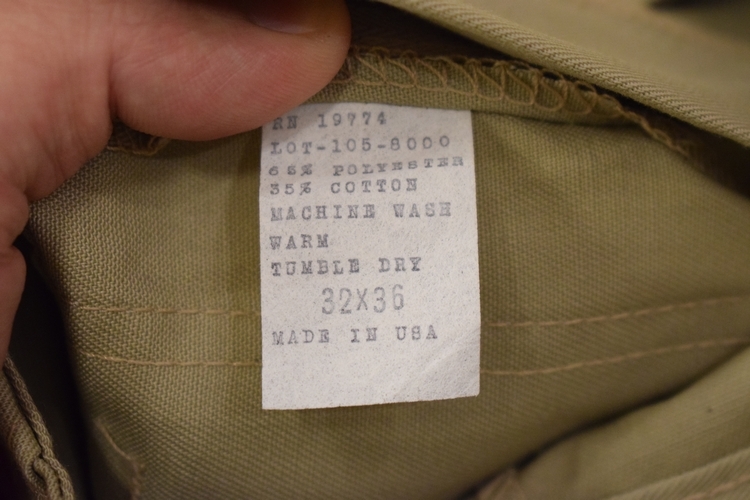 RN 19774
LOT-105-8000
65% POLYESTER
35% COTTON
MACHINE WASH
WARM
TUMBLE DRY
32X36
MADE IN USA